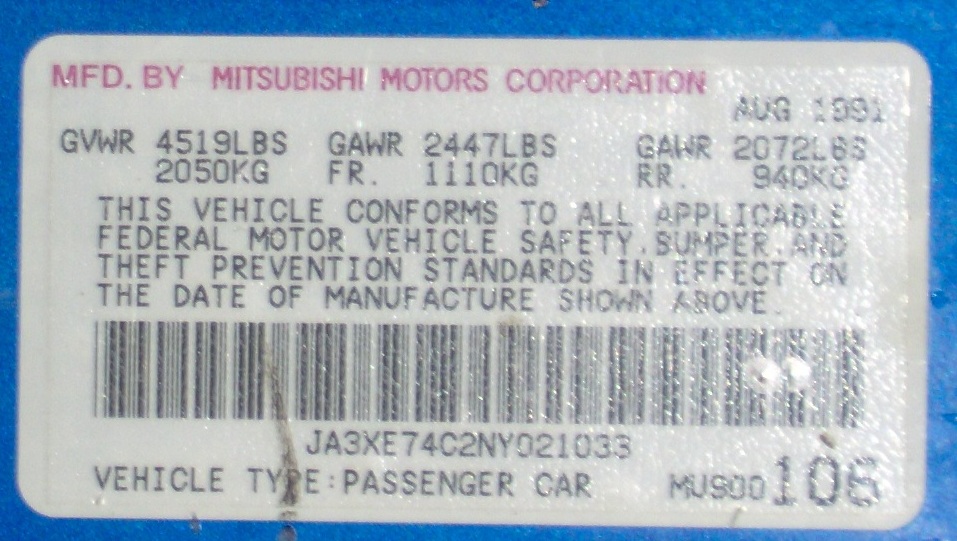 MFD. BY MITSUBISHI MOTORS CORPORATION
AUG 1991
GVWR 4519LBS GAWR 2447LBS GAWR 2072LBS
2050KG FR. 1110KG RR. 940KG
THIS VEHICLE CONFORMS TO ALL APPLICABLE
FEDERAL MOTOR VEHICLE SAFETY.BUMPER.AND
THEFT PREVENTION STANDARDS IN EFFECT ON
THE DATE OF MANUFACTURE SHOWN ABOVE.
JA3XE74C2NY021033
VEHICLE TYPE:PASSENGER CAR MU900106